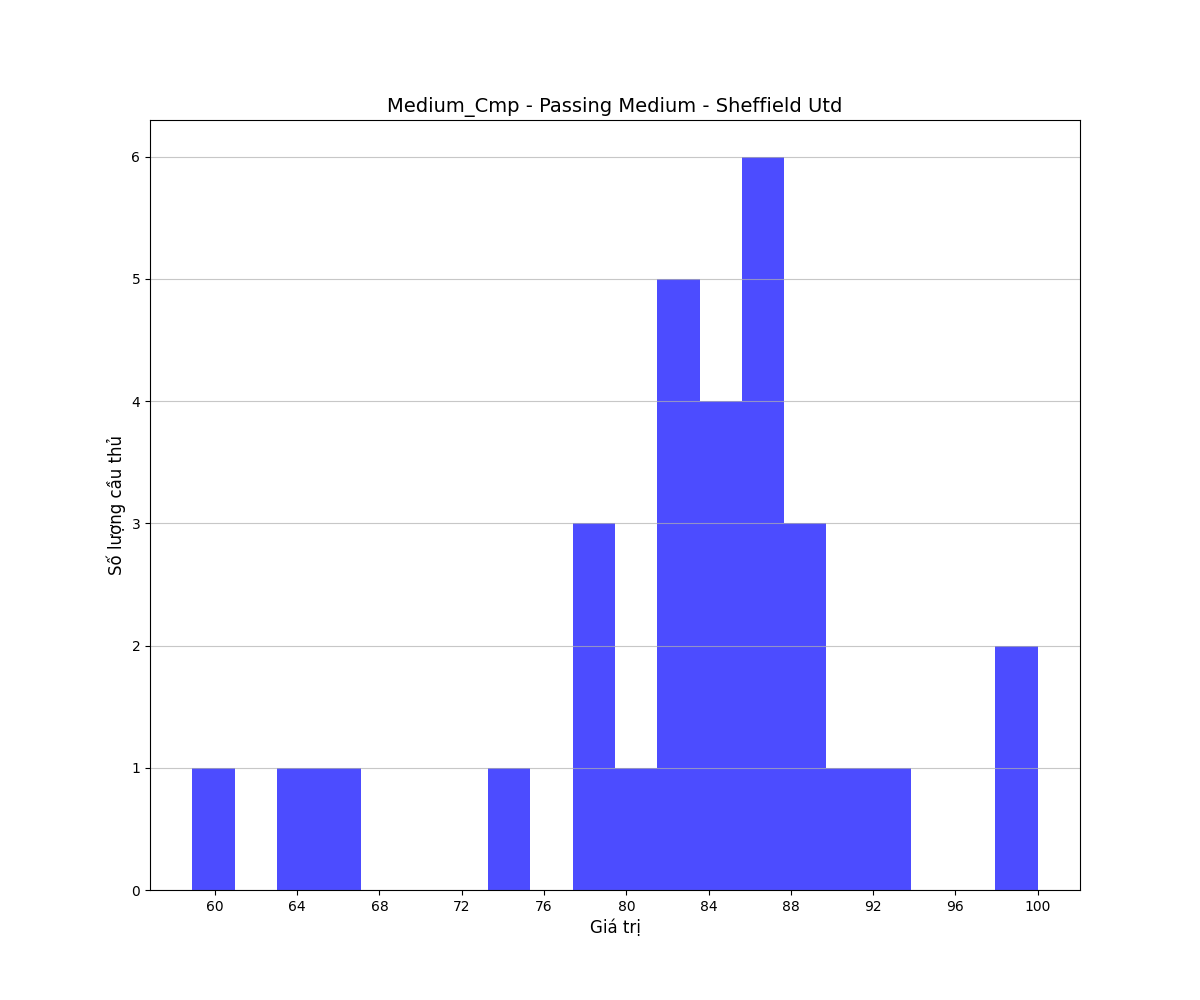 Medium_Cmp - Passing Medium - Sheffield Utd
Số lượng cầu thủ
6
5
4
3
2
1
0
60 64 68 72 76 80 84 88 92 96 100
Giá trị